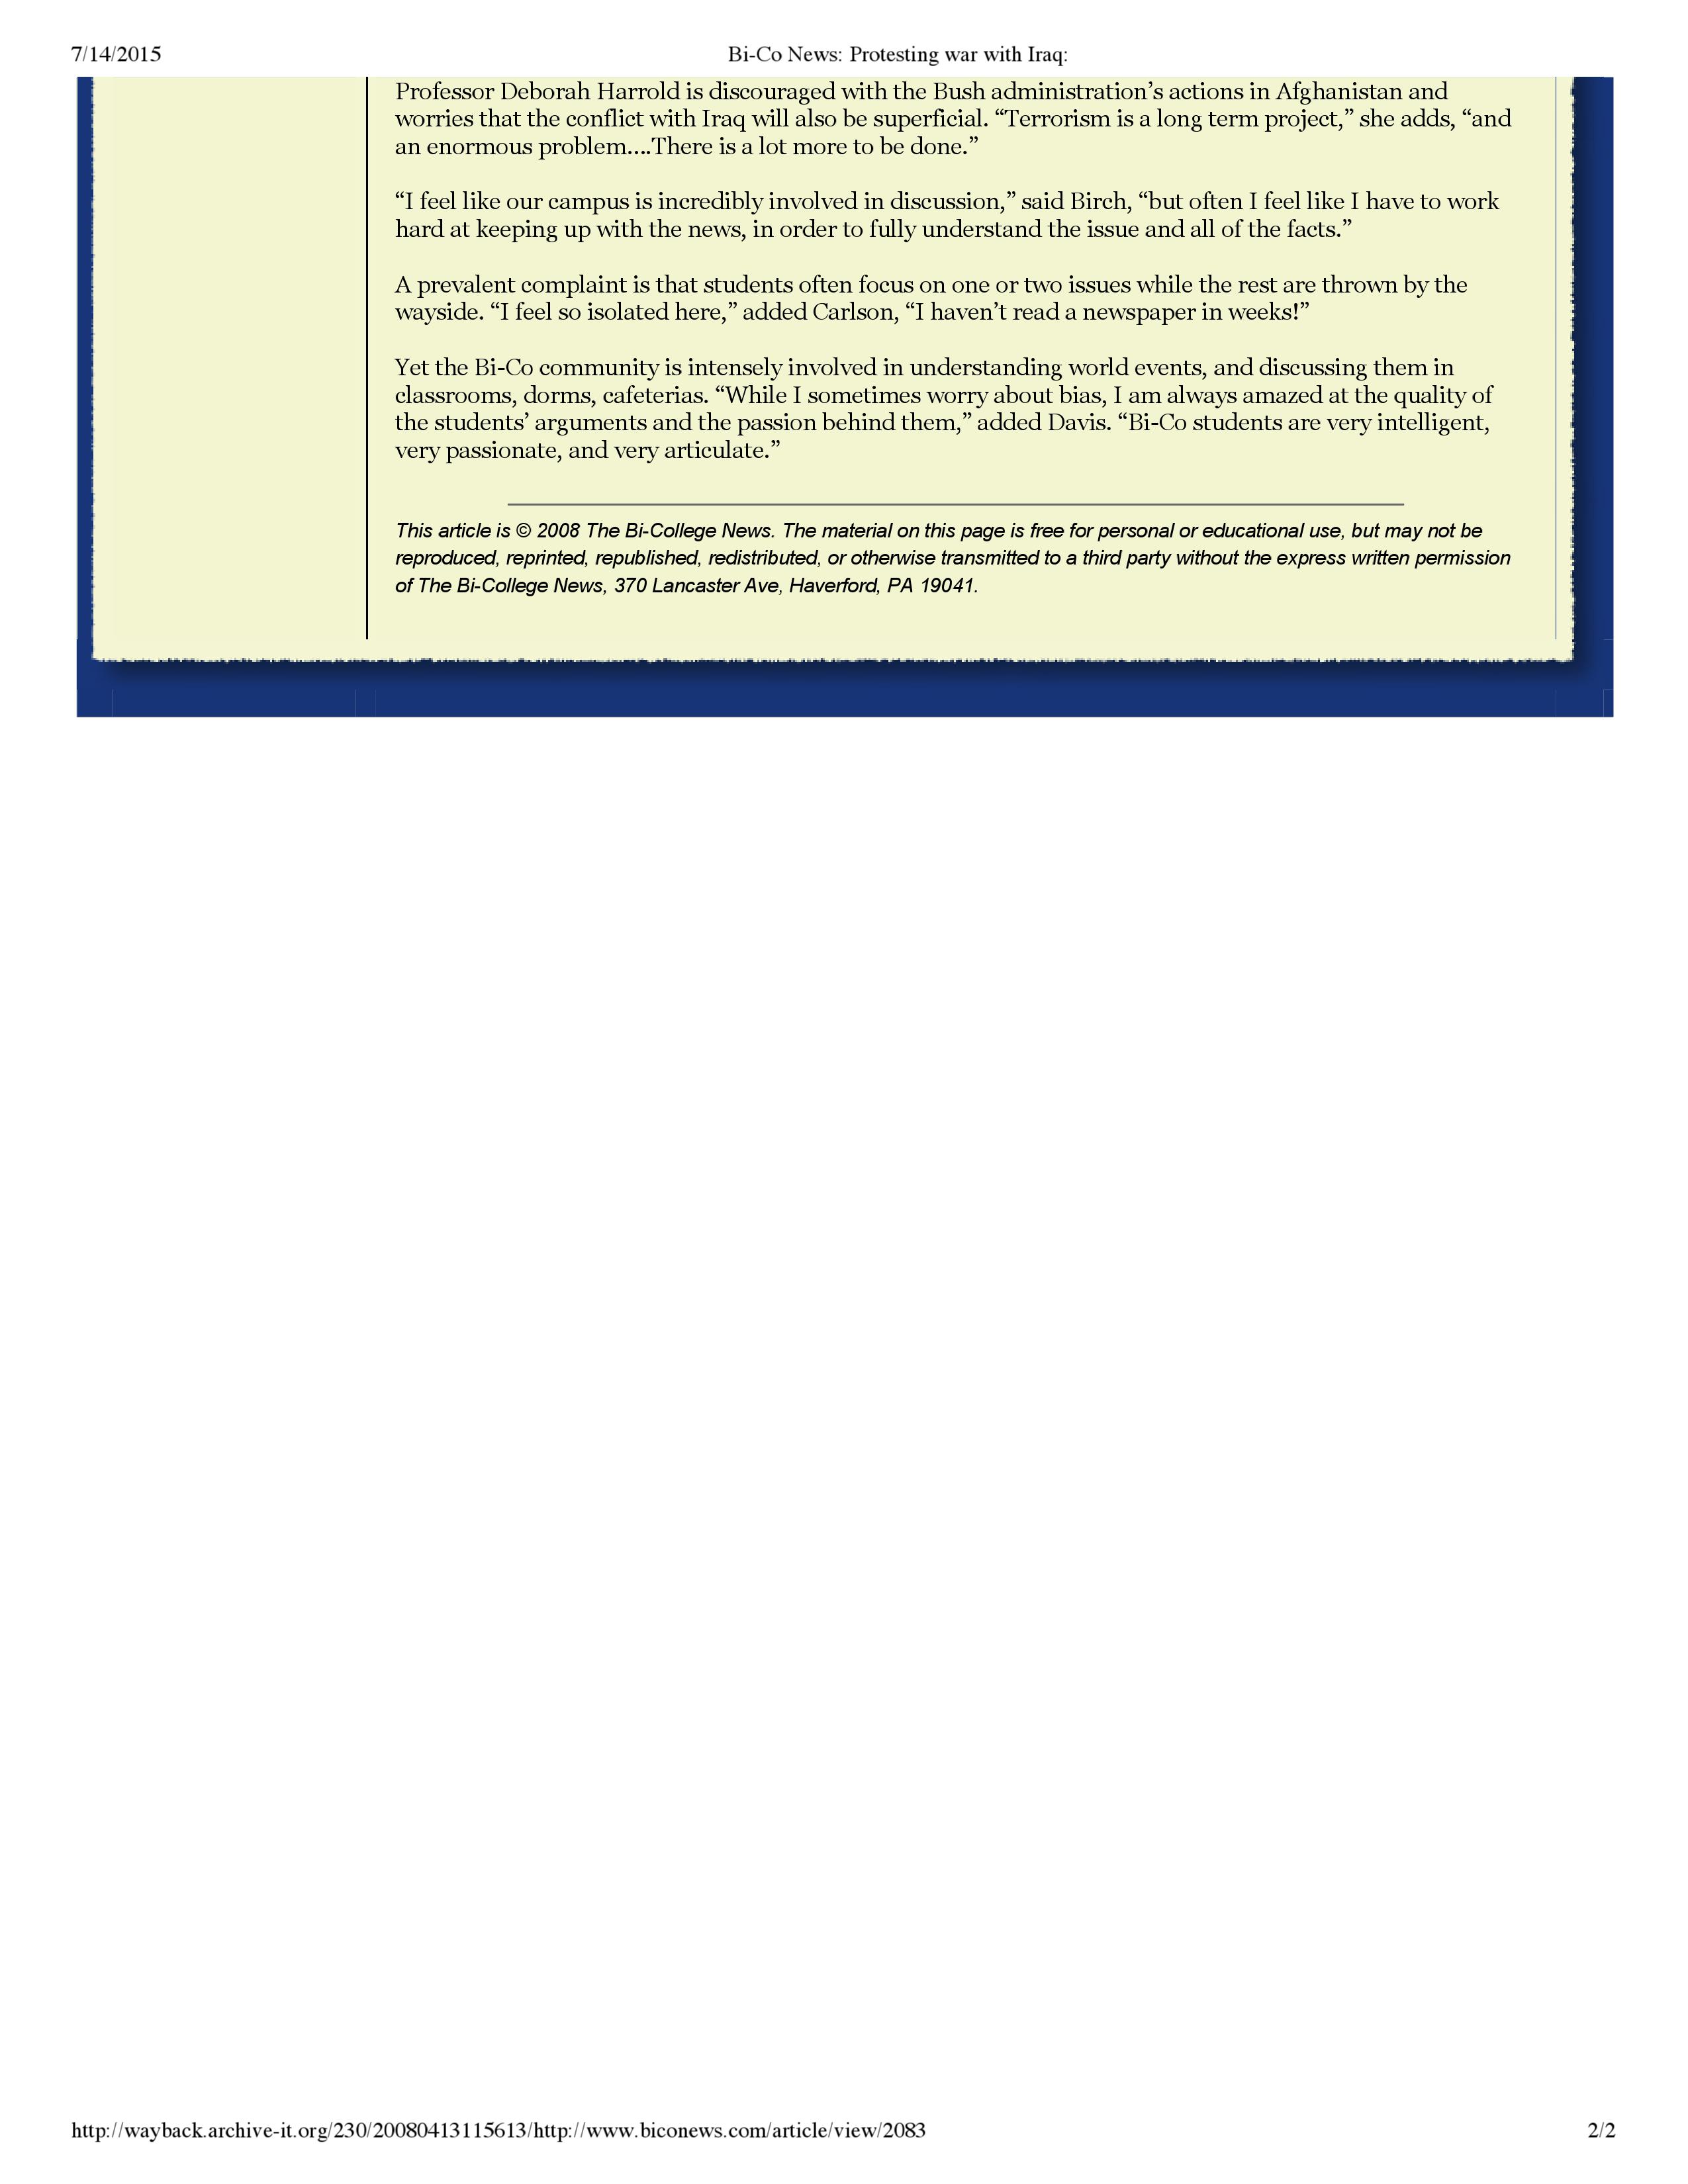 7/14/2015 Bi-Co News: Protesting war with Iraq:
Professor Deborah Harrold is discouraged with the Bush administration’s actions in Afghanistan and
worries that the conflict with Iraq will also be superficial. “Terrorism is a long term project,” she adds, “and
an enormous problem....There is a lot more to be done.”
“I feel like our campus is incredibly involved in discussion,” said Birch, “but often I feel like I have to work
hard at keeping up with the news, in order to fully understand the issue and all of the facts.”
A prevalent complaint is that students often focus on one or two issues while the rest are thrown by the
wayside. “I feel so isolated here,” added Carlson, “I haven’t read a newspaper in weeks!”
Yet the Bi-Co community is intensely involved in understanding world events, and discussing them in
classrooms, dorms, cafeterias. “While I sometimes worry about bias, I am always amazed at the quality of
the students’ arguments and the passion behind them,” added Davis. “Bi-Co students are very intelligent,
very passionate, and very articulate.”
This article is © 2008 The Bi-College News. The material on this page is free for personal or educational use, but may not be
reproduced, reprinted, republished, redistributed, or otherwise transmitted to a third party without the express written permission
of The Bi-College News, 370 Lancaster Ave, Haverford, PA 19041.
http://wayback.archive-it.org/230/20080413115613/http://www.biconews.com/article/view/2083 2/2